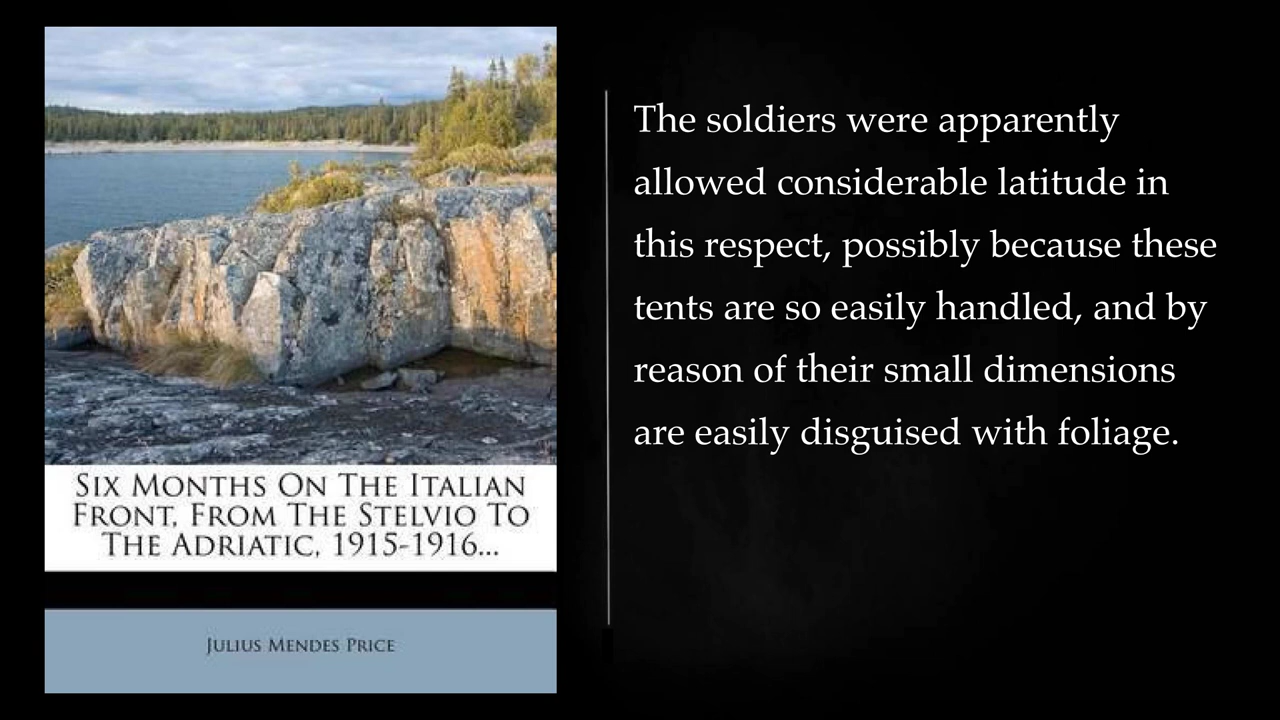 The soldiers were apparently
allowed considerable latitude in
this respect, possibly because these
tents are so easily handled, and by
reason of their small dimensions
are easily disguised with foliage.
Six Months On The Italian
Front, From The Stelvio To
The Adriatic, 1915-1916...
Julius Mendes Price